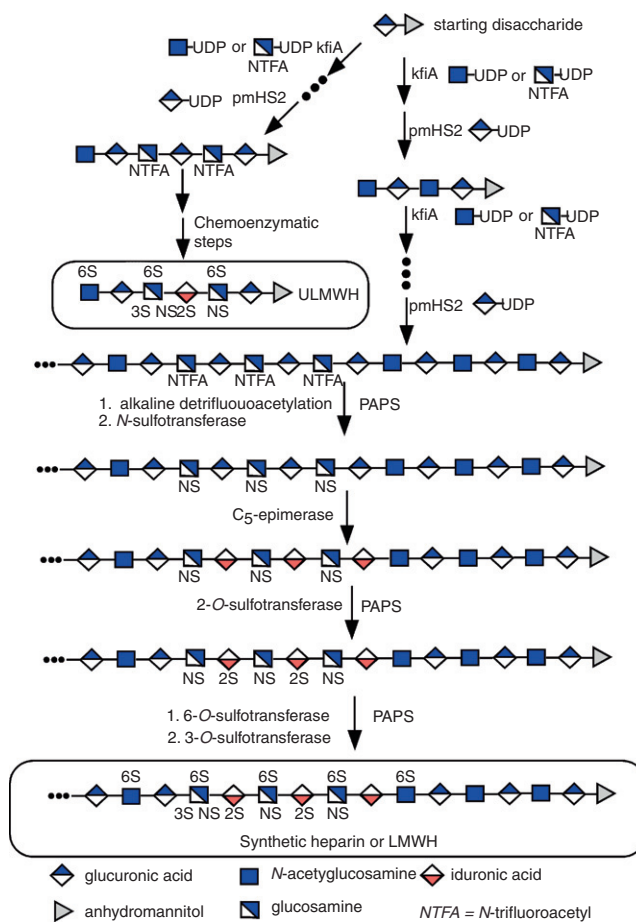 starting disaccharide
UDP or UDP kfiA
NTFA
UDP pmHS2
kfiA UDP or UDP
NTFA
pmHS2 UDP
NTFA NTFA
kfiA UDP or UDP
NTFA
Chemoenzymatic
steps
6S 6S 6S
ULMWH
3S NS2S NS
pmHS2 UDP
NTFA NTFA NTFA
1. alkaline detrifluouoacetylation PAPS
2. N-sulfotransferase
NS NS NS
C5-epimerase
NS NS NS
2-O-sulfotransferase PAPS
NS 2S NS 2S NS
1. 6-O-sulfotransferase PAPS
2. 3-O-sulfotransferase
6S 6S 6S 6S 6S
3S NS 2S NS 2S NS
Synthetic heparin or LMWH
glucuronic acid N-acetyglucosamine iduronic acid
anhydromannitol glucosamine NTFA = N-trifluoroacetyl